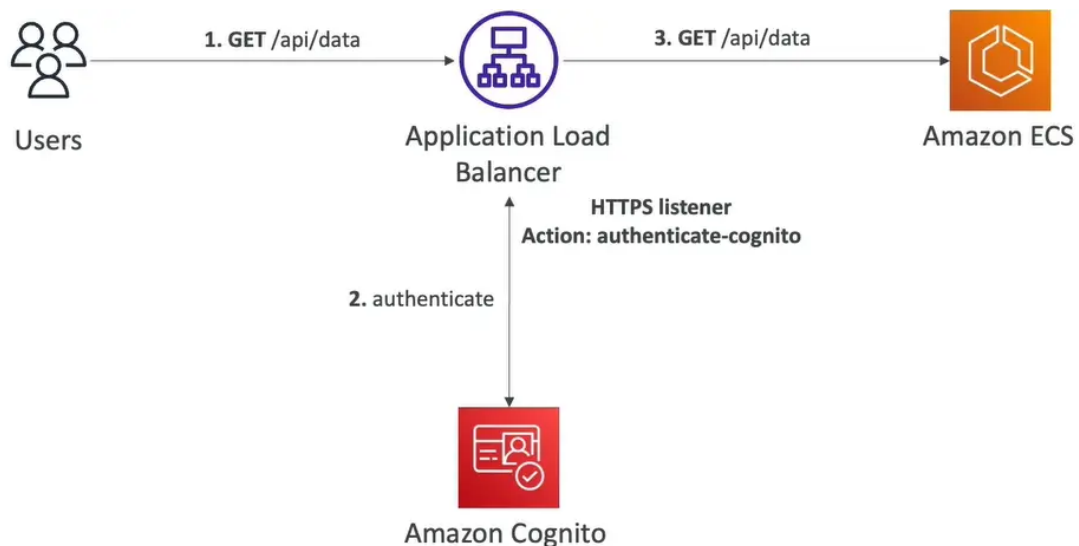 1. GET /api/data
3. GET /api/data
Users
Application Load
Balancer
Amazon ECS
HTTPS listener
Action: authenticate-cognito
2. authenticate
Amazon Cognito